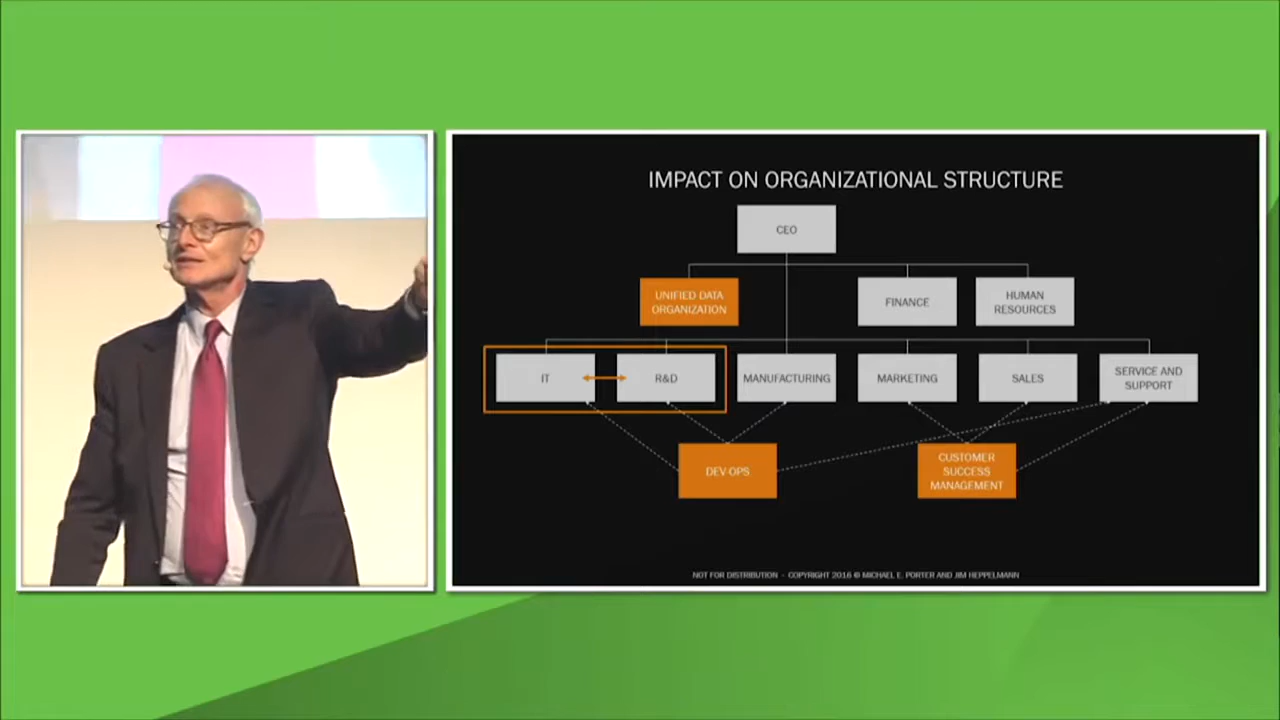 IMPACT ON ORGANIZATIONAL STRUCTURE
CEO
UNIFIED DATA
ORGANIZATION
FINANCE
HUMAN
RESOURCES
IT
R&D
MANUFACTURING
MARKETING
SALES
SERVICE AND
SUPPORT
DEV OPS
CUSTOMER
SUCCESS
MANAGEMENT
NOT FOR DISTRIBUTION - COPYRIGHT 2016 © MICHAEL E. PORTER AND JIM HEPPELMANN